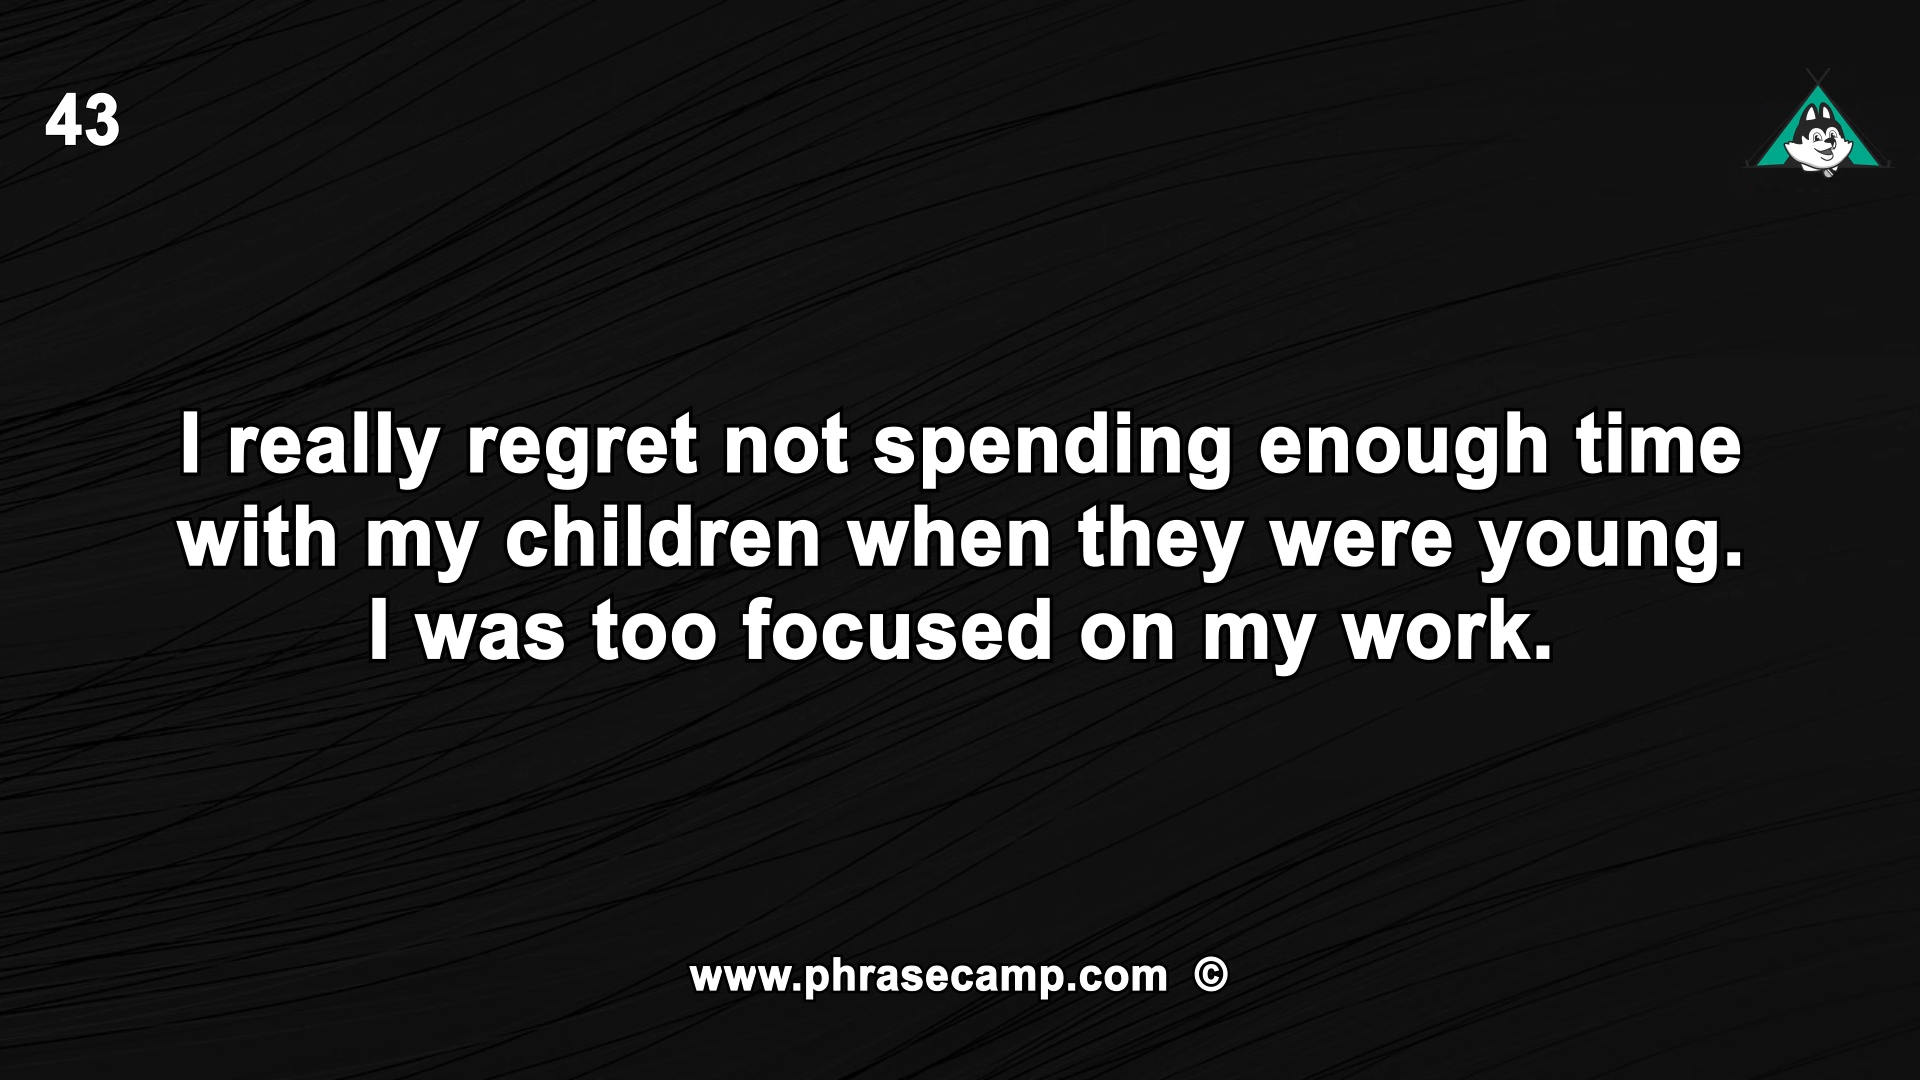 43
I really regret not spending enough time
with my children when they were young.
I was too focused on my work.
www.phrasecamp.com ©